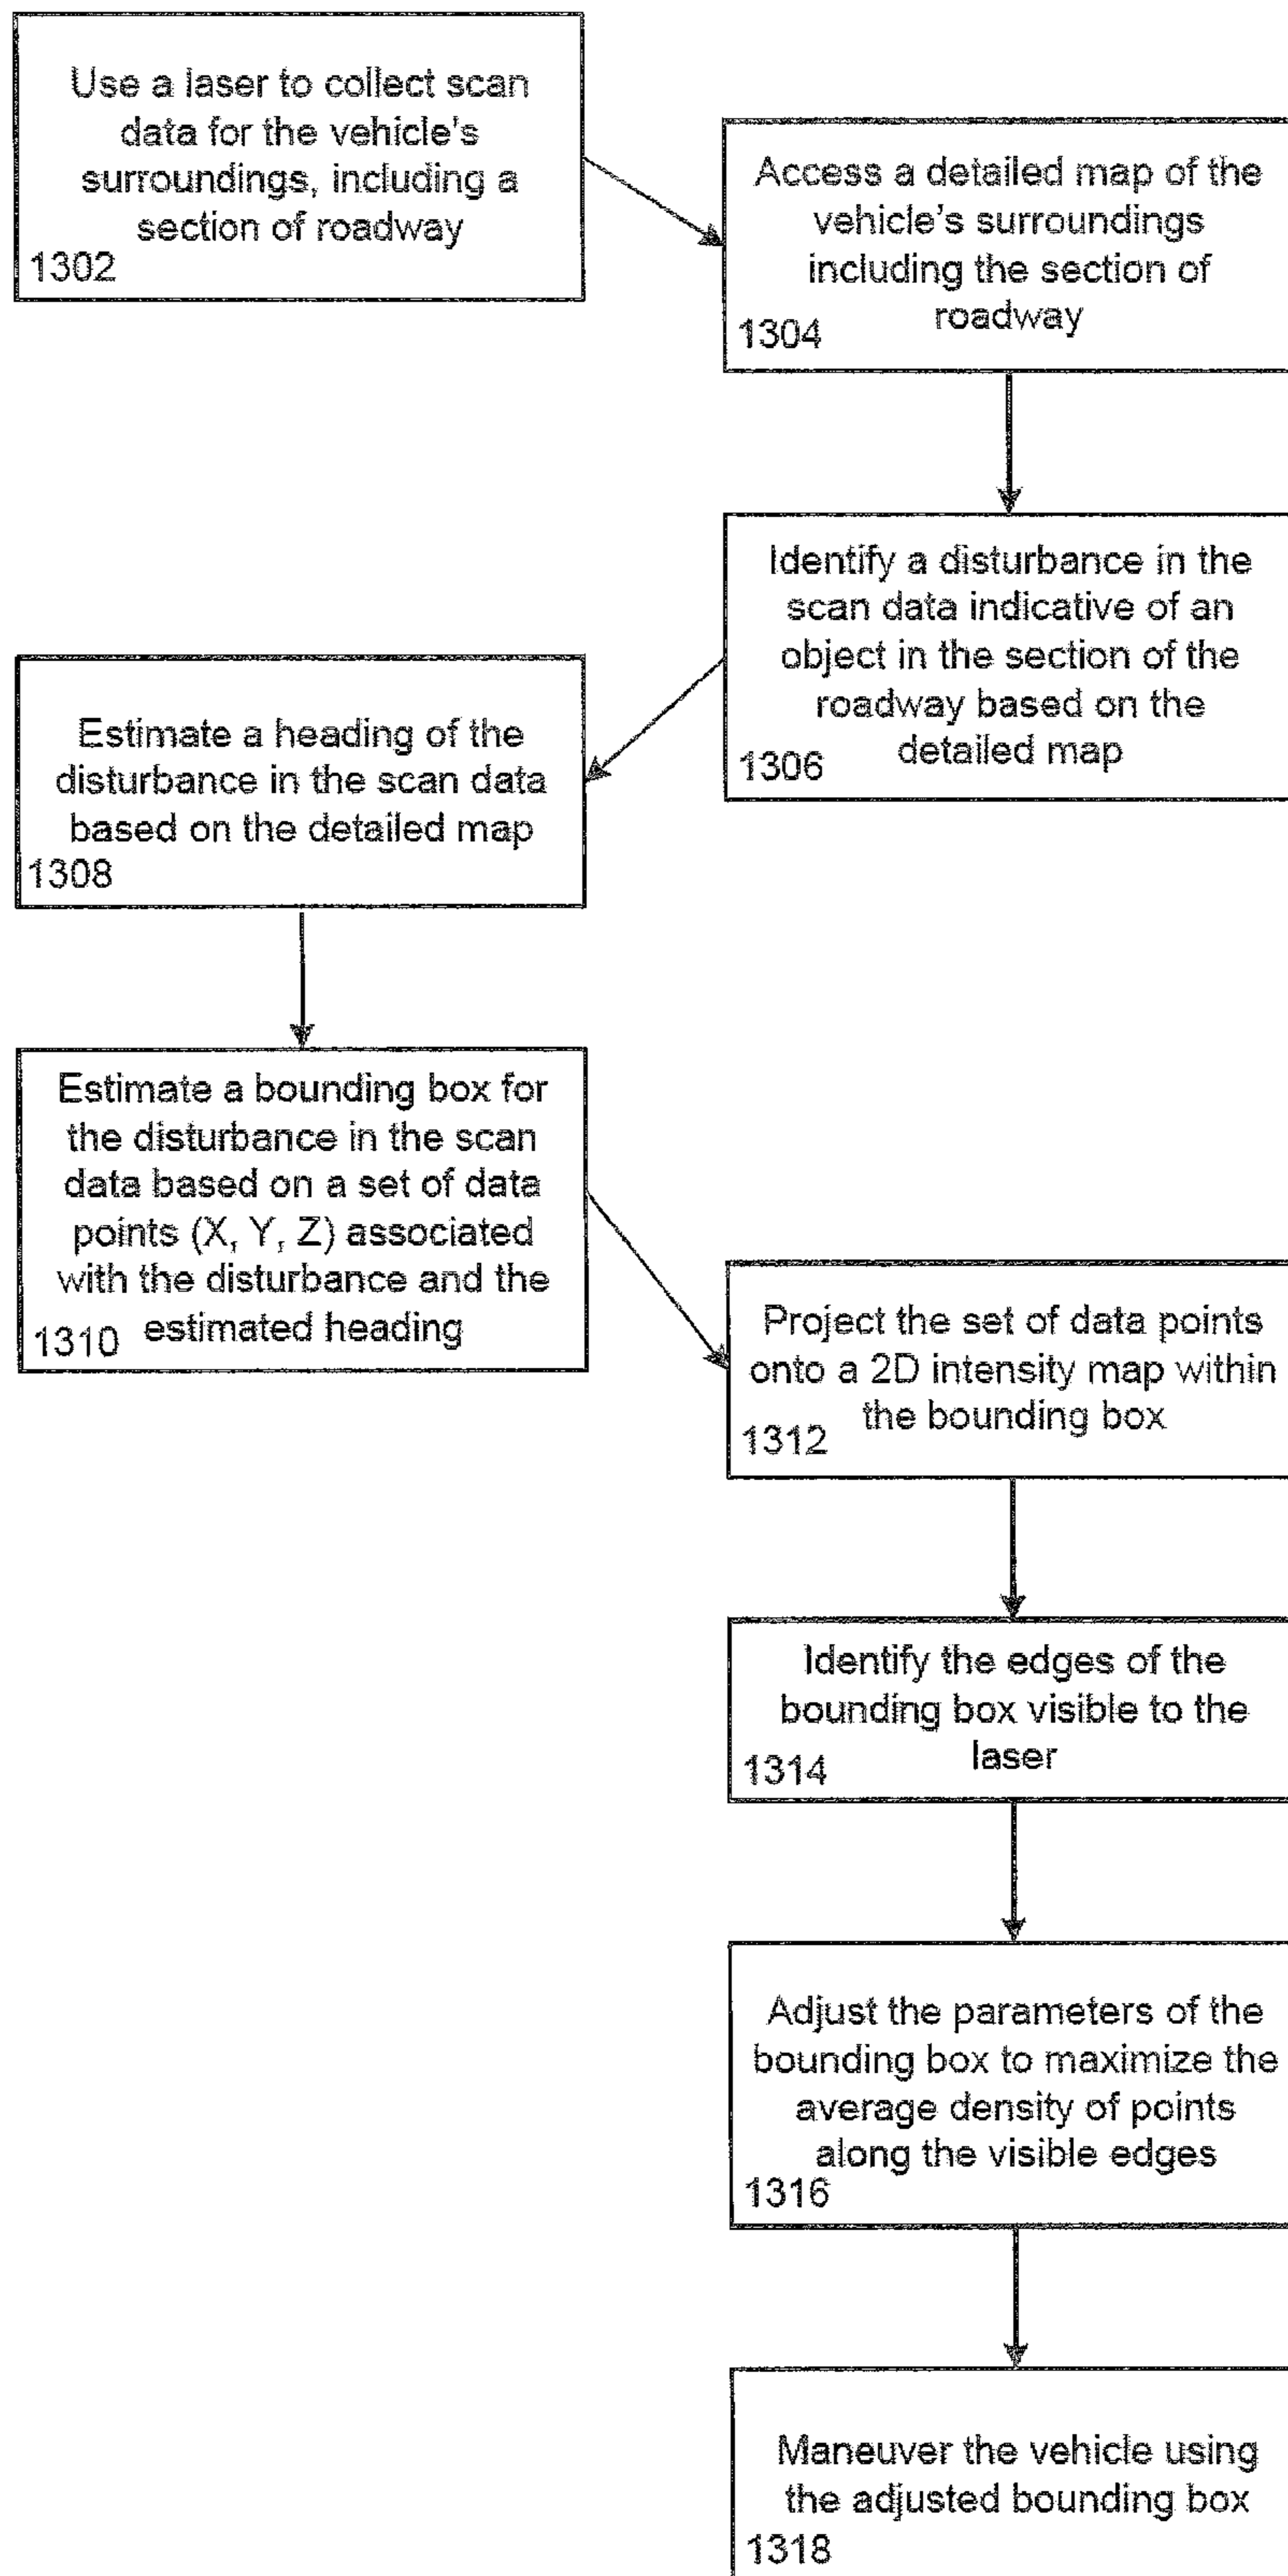 Use a laser to collect scan
data for the vehicle's
surroundings, including a
section of roadway
1302
Access a detailed map of the
vehicle's surroundings
including the section of
roadway
1304
Identify a disturbance in the
scan data indicative of an
object in the section of the
roadway based on the
detailed map
1306
Estimate a heading of the
disturbance in the scan data
based on the detailed map
1308
Estimate a bounding box for
the disturbance in the scan
data based on a set of data
points (X, Y, Z) associated
with the disturbance and the
estimated heading
1310
Project the set of data points
onto a 2D intensity map within
the bounding box
1312
Identify the edges of the
bounding box visible to the
laser
1314
Adjust the parameters of the
bounding box to maximize the
average density of points
along the visible edges
1316
Maneuver the vehicle using
the adjusted bounding box
1318